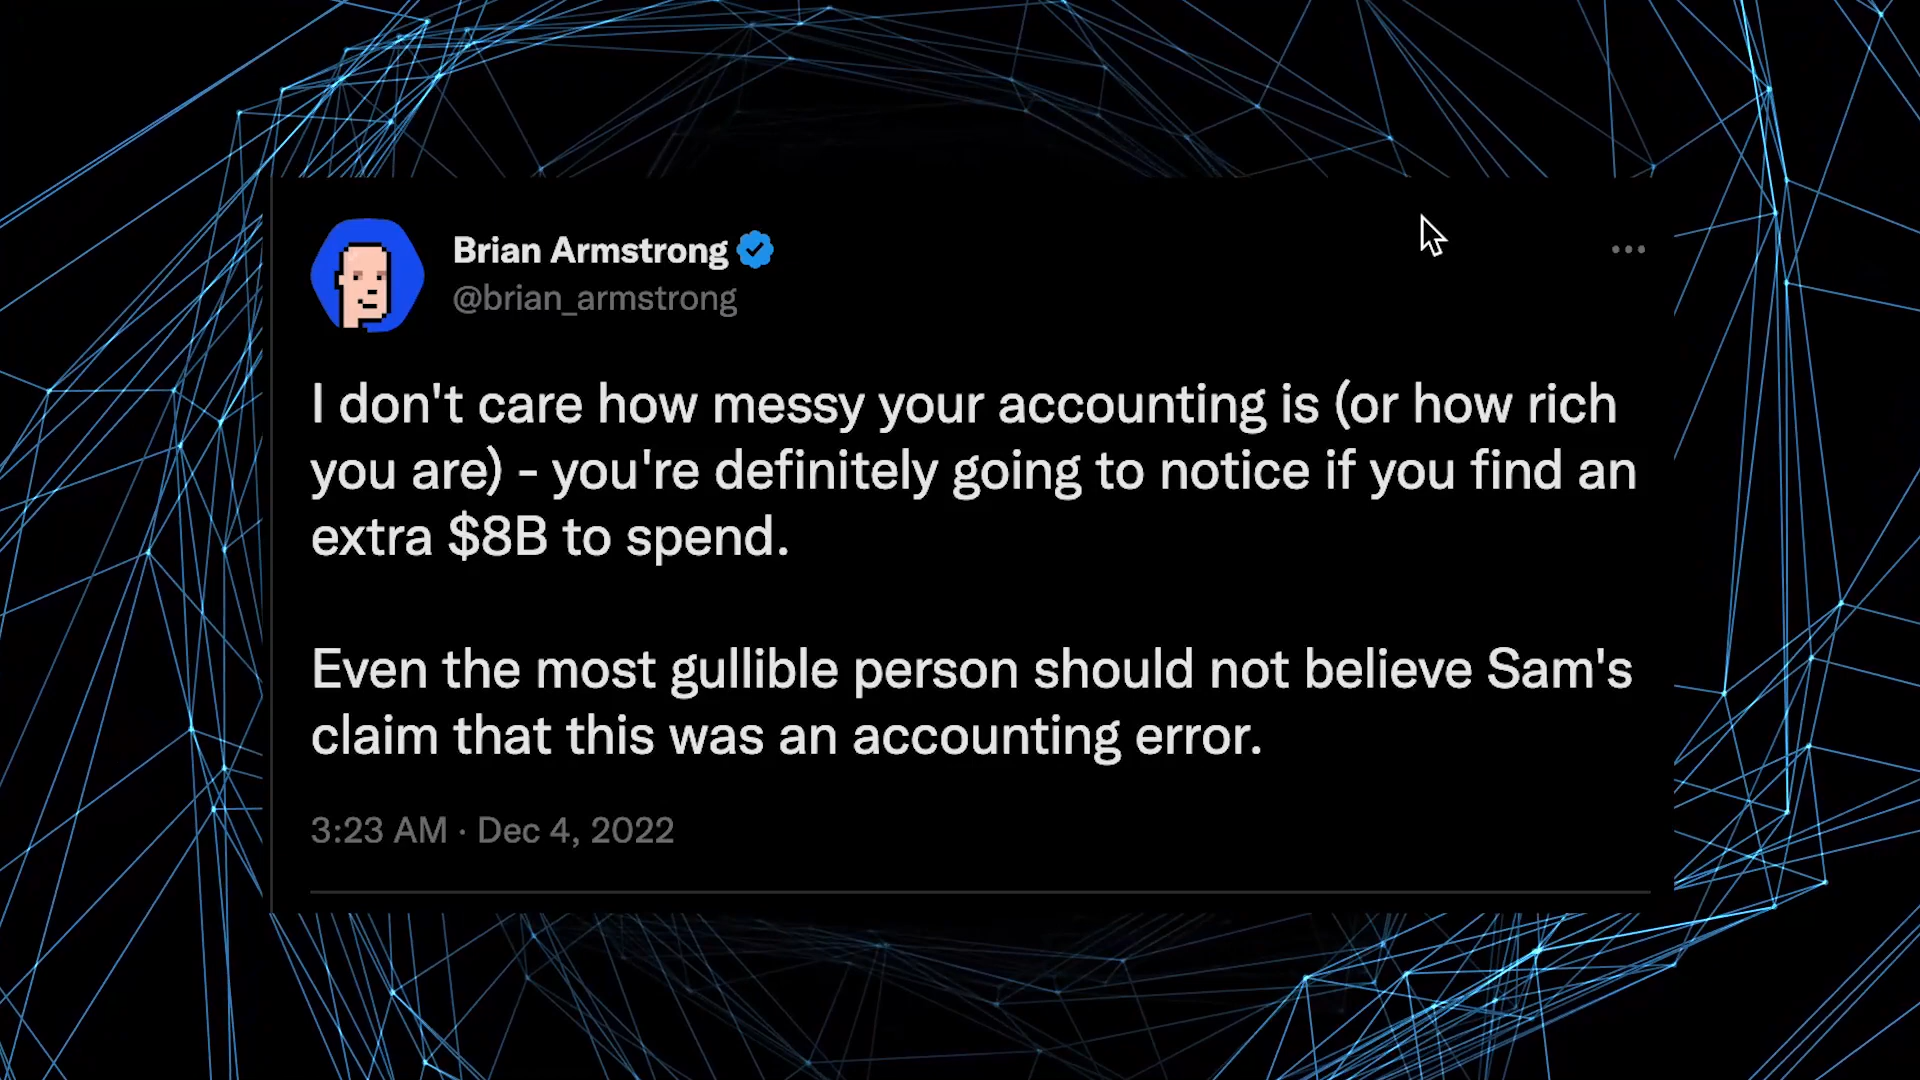 Brian Armstrong
@brian_armstrong
I don't care how messy your accounting is (or how rich
you are) - you're definitely going to notice if you find an
extra $8B to spend.
Even the most gullible person should not believe Sam's
claim that this was an accounting error.
3:23 AM · Dec 4, 2022